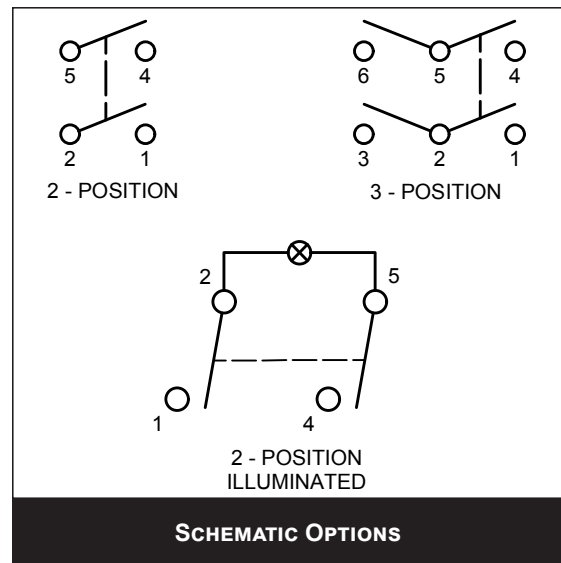 5 4
6 5 4
2 1
3 2 1
2 - POSITION
3 - POSITION
2 5
1 4
2 - POSITION
ILLUMINATED
SCHEMATIC OPTIONS